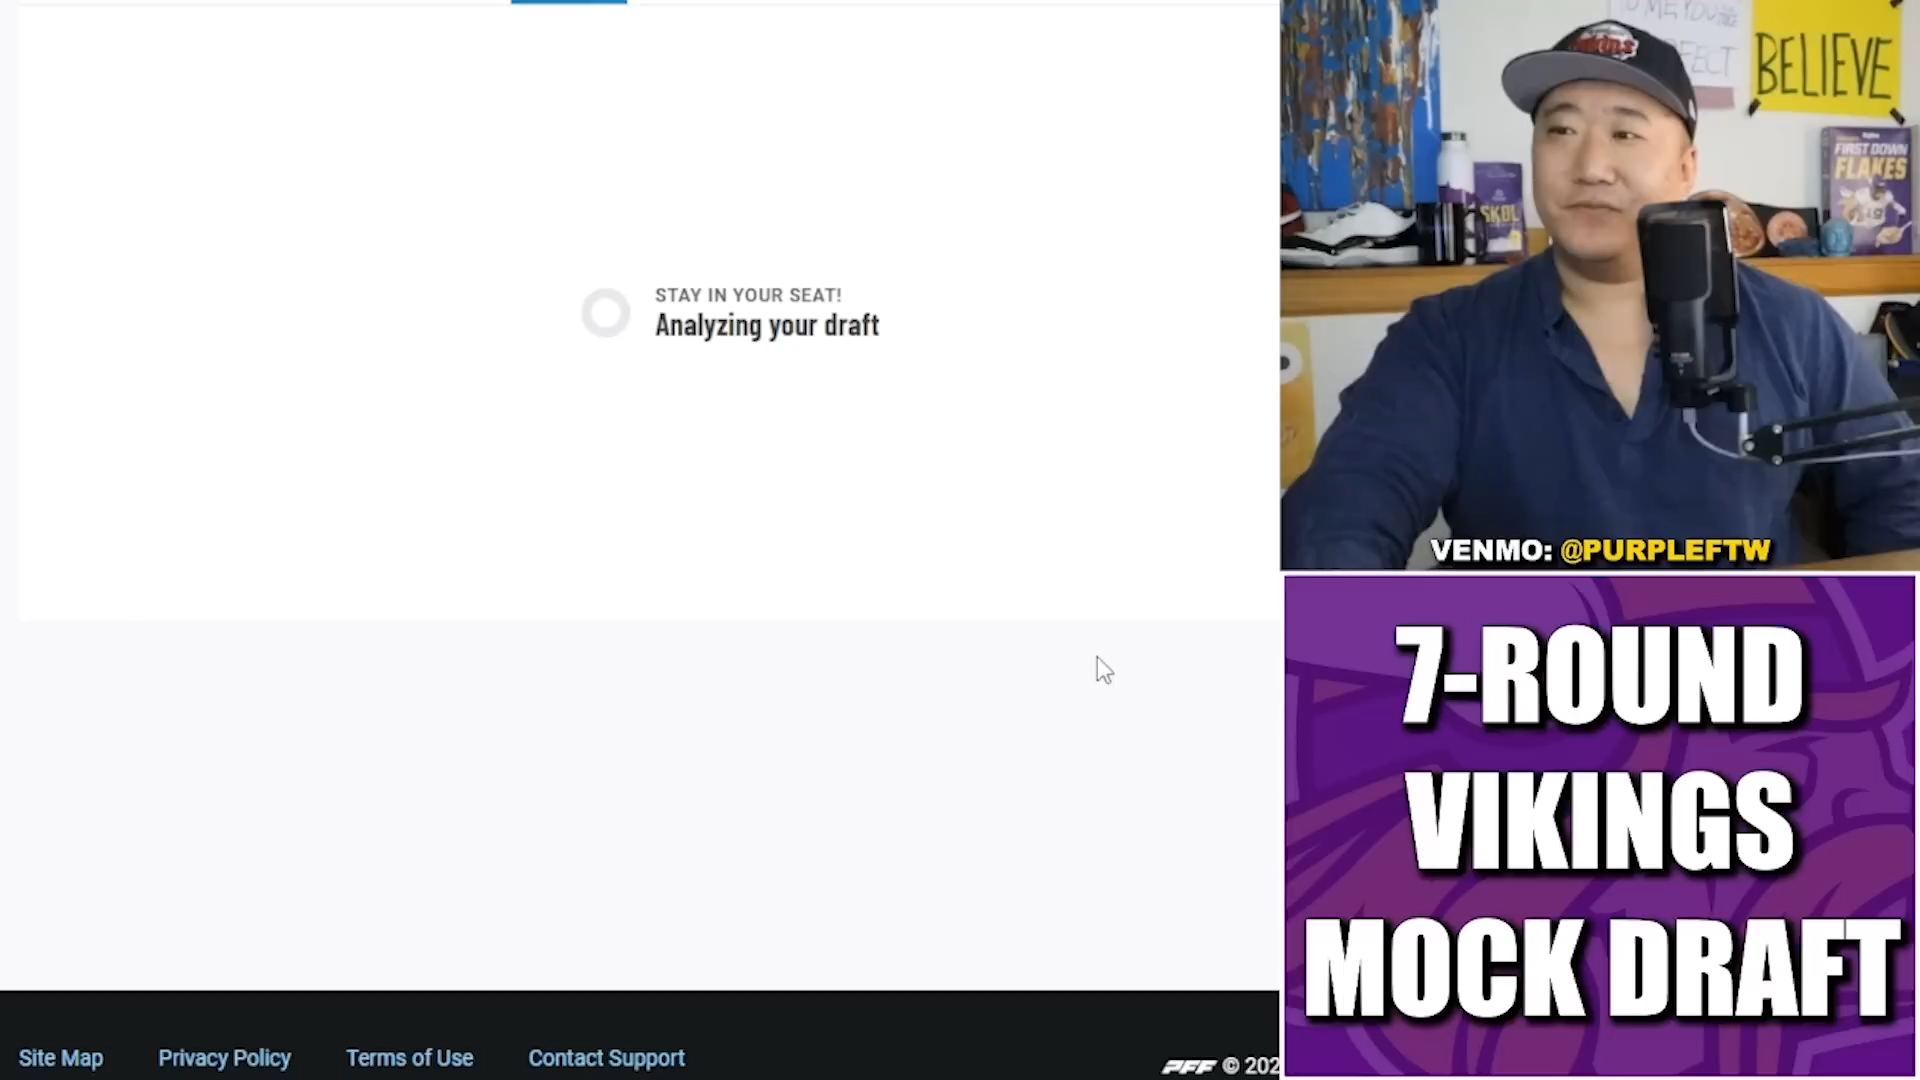 STAY IN YOUR SEAT!
Analyzing your draft
BELIEVE
FIRST DOWN
FLAKES
SKOL
VENMO: @PURPLEFTW
7-ROUND
VIKINGS
MOCK DRAFT
Site Map
Privacy Policy
Terms of Use
Contact Support
PFF © 202